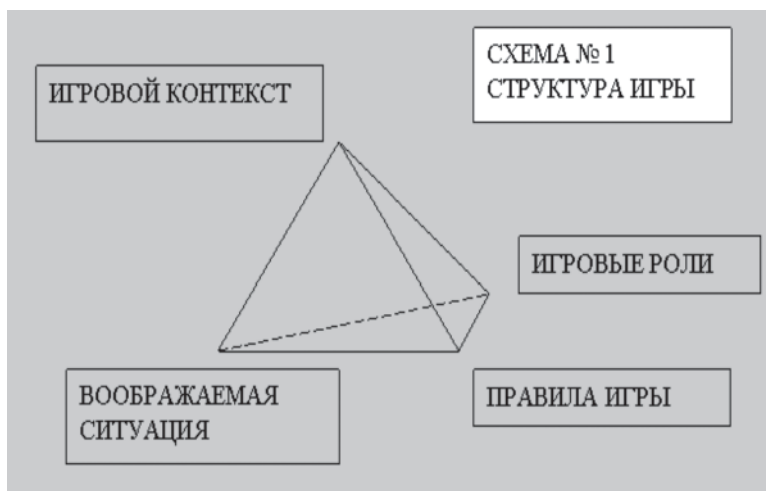 СХЕМА № 1
СТРУКТУРА ИГРЫ
ИГРОВОЙ КОНТЕКСТ
ИГРОВЫЕ РОЛИ
ВООБРАЖАЕМАЯ
СИТУАЦИЯ
ПРАВИЛА ИГРЫ